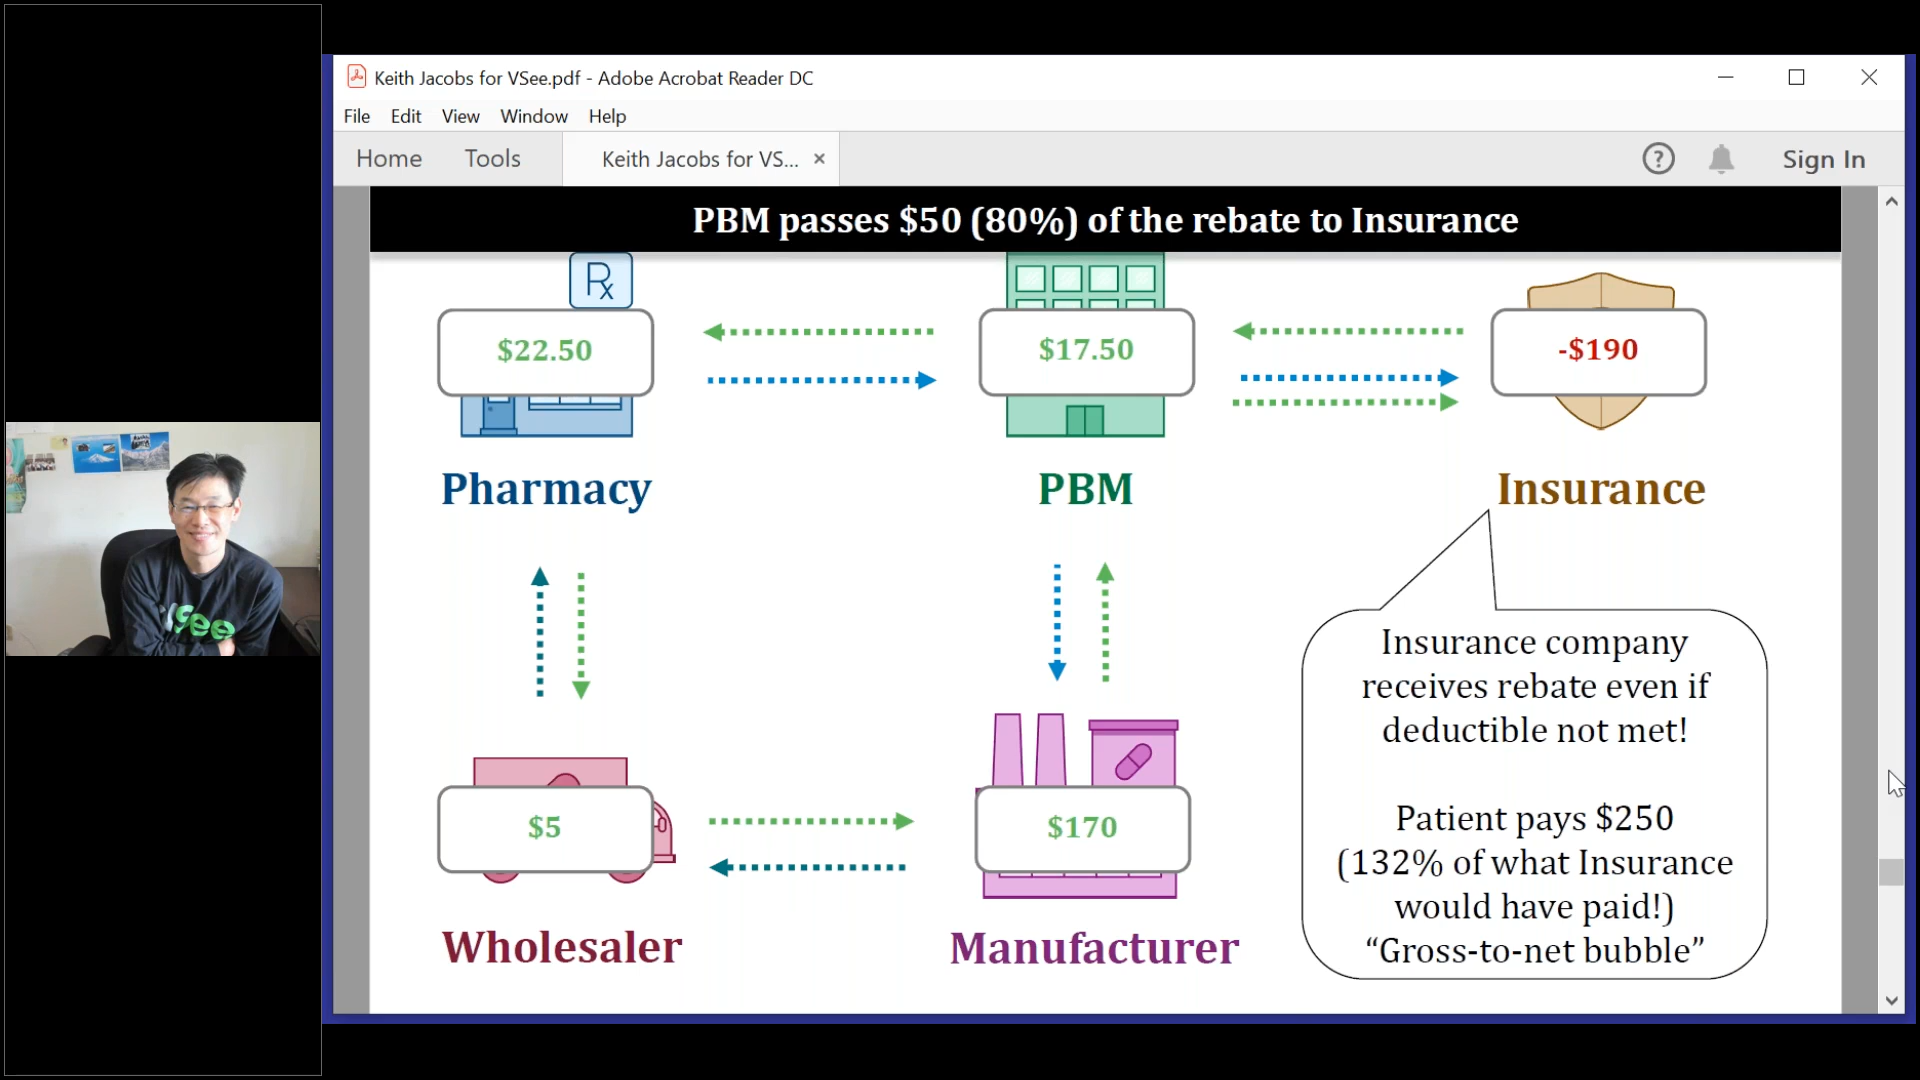 Keith Jacobs for VSee.pdf - Adobe Acrobat Reader DC
File Edit View Window Help
Home Tools Keith Jacobs for VS... × ? Sign In
PBM passes $50 (80%) of the rebate to Insurance
Rx
$22.50
$17.50
-$190
Pharmacy
PBM
Insurance
Insurance company
receives rebate even if
deductible not met!
Patient pays $250
(132% of what Insurance
would have paid!)
“Gross-to-net bubble”
$5
$170
Wholesaler
Manufacturer